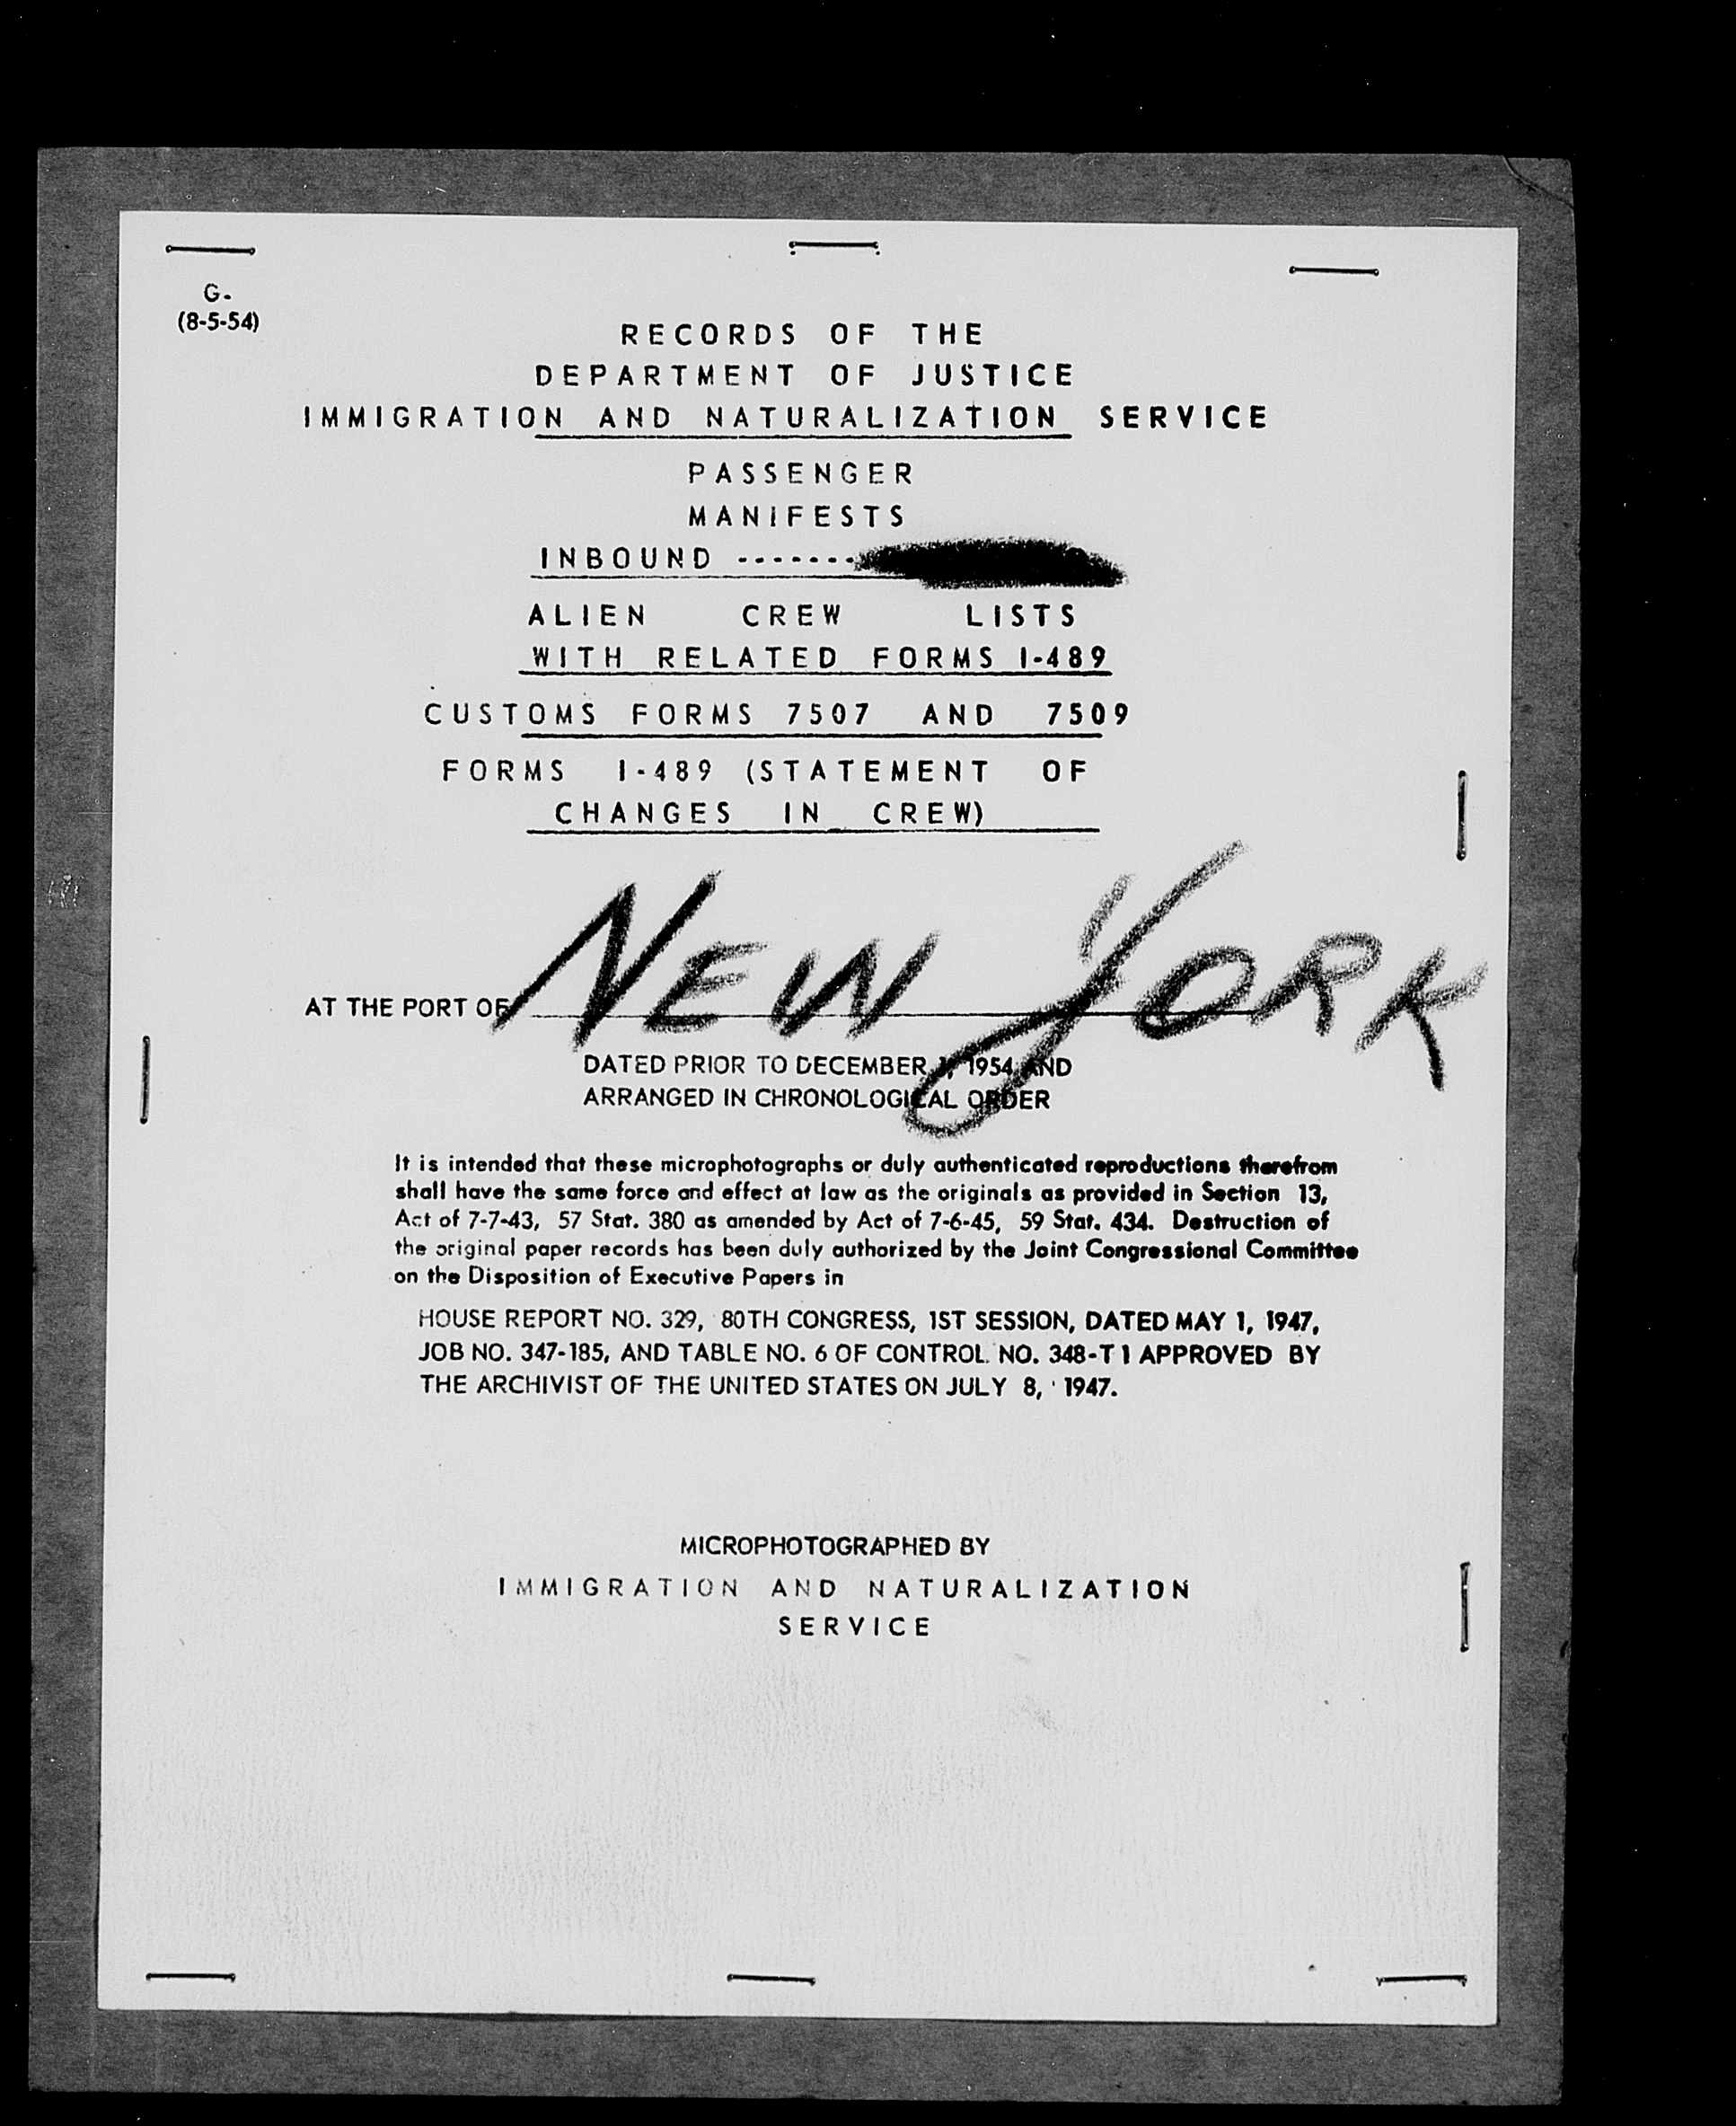 G-
(8-5-54)
RECORDS OF THE
DEPARTMENT OF JUSTICE
IMMIGRATION AND NATURALIZATION SERVICE
PASSENGER
MANIFESTS
INBOUND -------
ALIEN CREW LISTS
WITH RELATED FORMS I-489
CUSTOMS FORMS 7507 AND 7509
FORMS I-489 (STATEMENT OF
CHANGES IN CREW)
AT THE PORT OF NEW YORK
DATED PRIOR TO DECEMBER 1, 1954 AND
ARRANGED IN CHRONOLOGICAL ORDER
It is intended that these microphotographs or duly authenticated reproductions therefrom
shall have the same force and effect at law as the originals as provided in Section 13,
Act of 7-7-43, 57 Stat. 380 as amended by Act of 7-6-45, 59 Stat. 434. Destruction of
the original paper records has been duly authorized by the Joint Congressional Committee
on the Disposition of Executive Papers in
HOUSE REPORT NO. 329, 80TH CONGRESS, 1ST SESSION, DATED MAY 1, 1947,
JOB NO. 347-185, AND TABLE NO. 6 OF CONTROL NO. 348-T1 APPROVED BY
THE ARCHIVIST OF THE UNITED STATES ON JULY 8, 1947.
MICROPHOTOGRAPHED BY
IMMIGRATION AND NATURALIZATION
SERVICE